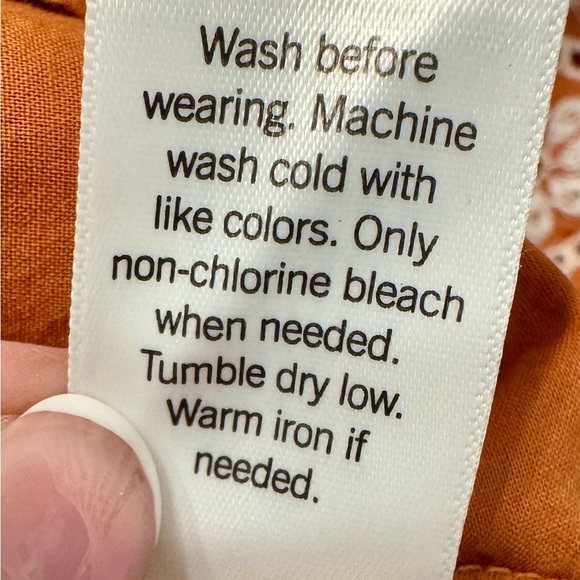 Wash before
wearing. Machine
wash cold with
like colors. Only
non-chlorine bleach
when needed.
Tumble dry low.
Warm iron if
needed.